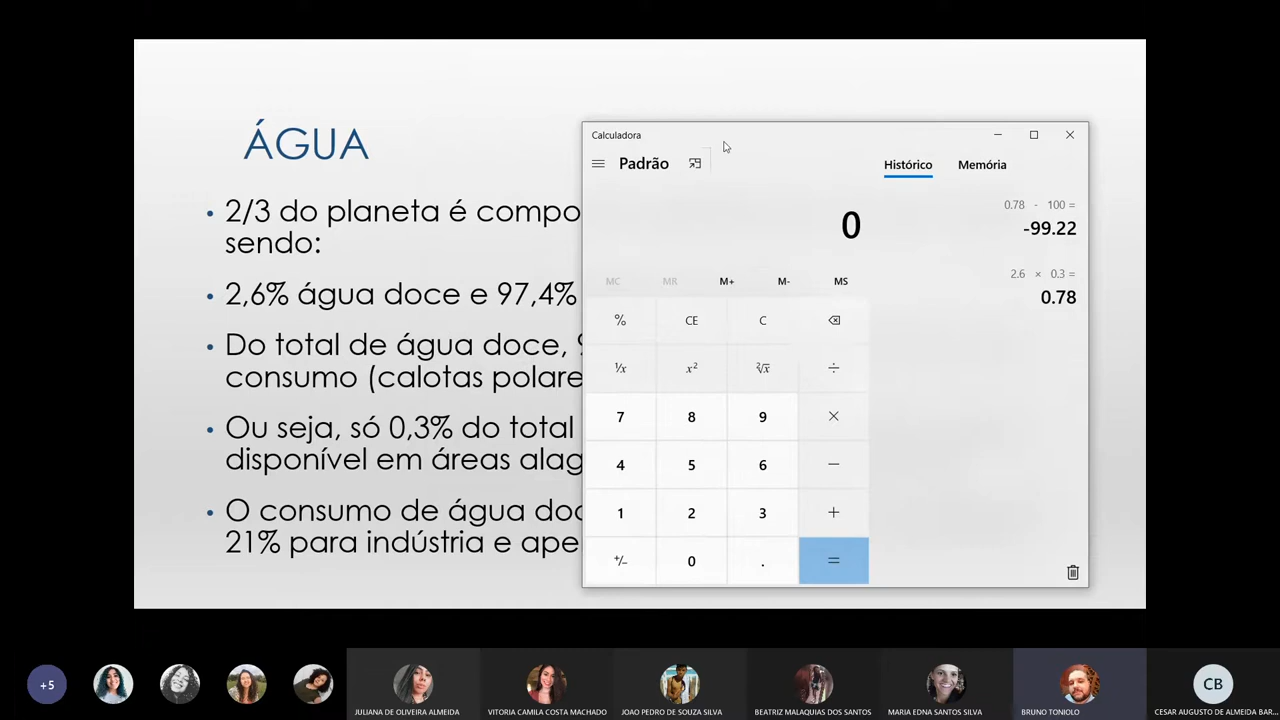 ÁGUA
• 2/3 do planeta é compo
sendo:
• 2,6% água doce e 97,4%
• Do total de água doce, 9
consumo (calotas polare
• Ou seja, só 0,3% do total
disponível em áreas alag
• O consumo de água doc
21% para indústria e ape
Calculadora
Padrão
Histórico Memória
0
0.78 - 100 =
-99.22
2.6 × 0.3 =
0.78
MC MR M+ M- MS
% CE C
¹/x x² ²√x ÷
7 8 9 ×
4 5 6 −
1 2 3 +
+/− 0 . =
+5
CB
JULIANA DE OLIVEIRA ALMEIDA
VITORIA CAMILA COSTA MACHADO
JOAO PEDRO DE SOUZA SILVA
BEATRIZ MALAQUIAS DOS SANTOS
MARIA EDNA SANTOS SILVA
BRUNO TONIOLO
CESAR AUGUSTO DE ALMEIDA BAR...